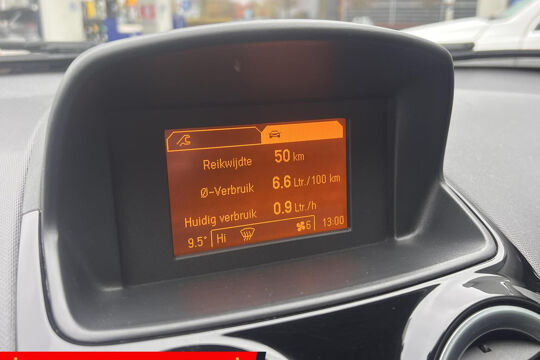 Reikwijdte 50 km
Ø-Verbruik 6.6 Ltr./100 km
Huidig verbruik 0.9 Ltr./h
9.5° Hi 6 13:00